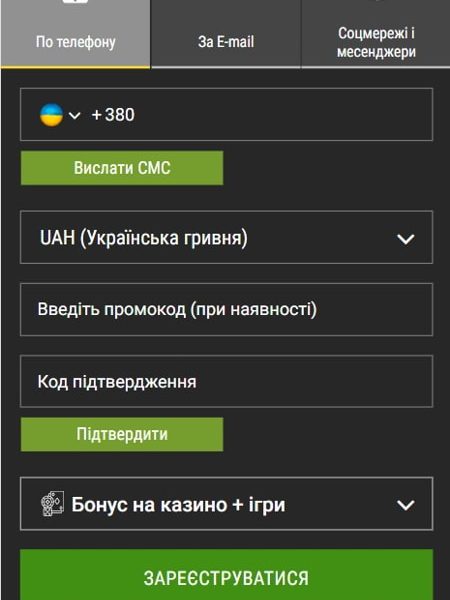 По телефону
За E-mail
Соцмережі і
месенджери
+380
Вислати СМС
UAH (Українська гривня)
Введіть промокод (при наявності)
Код підтвердження
Підтвердити
Бонус на казино + ігри
ЗАРЕЄСТРУВАТИСЯ